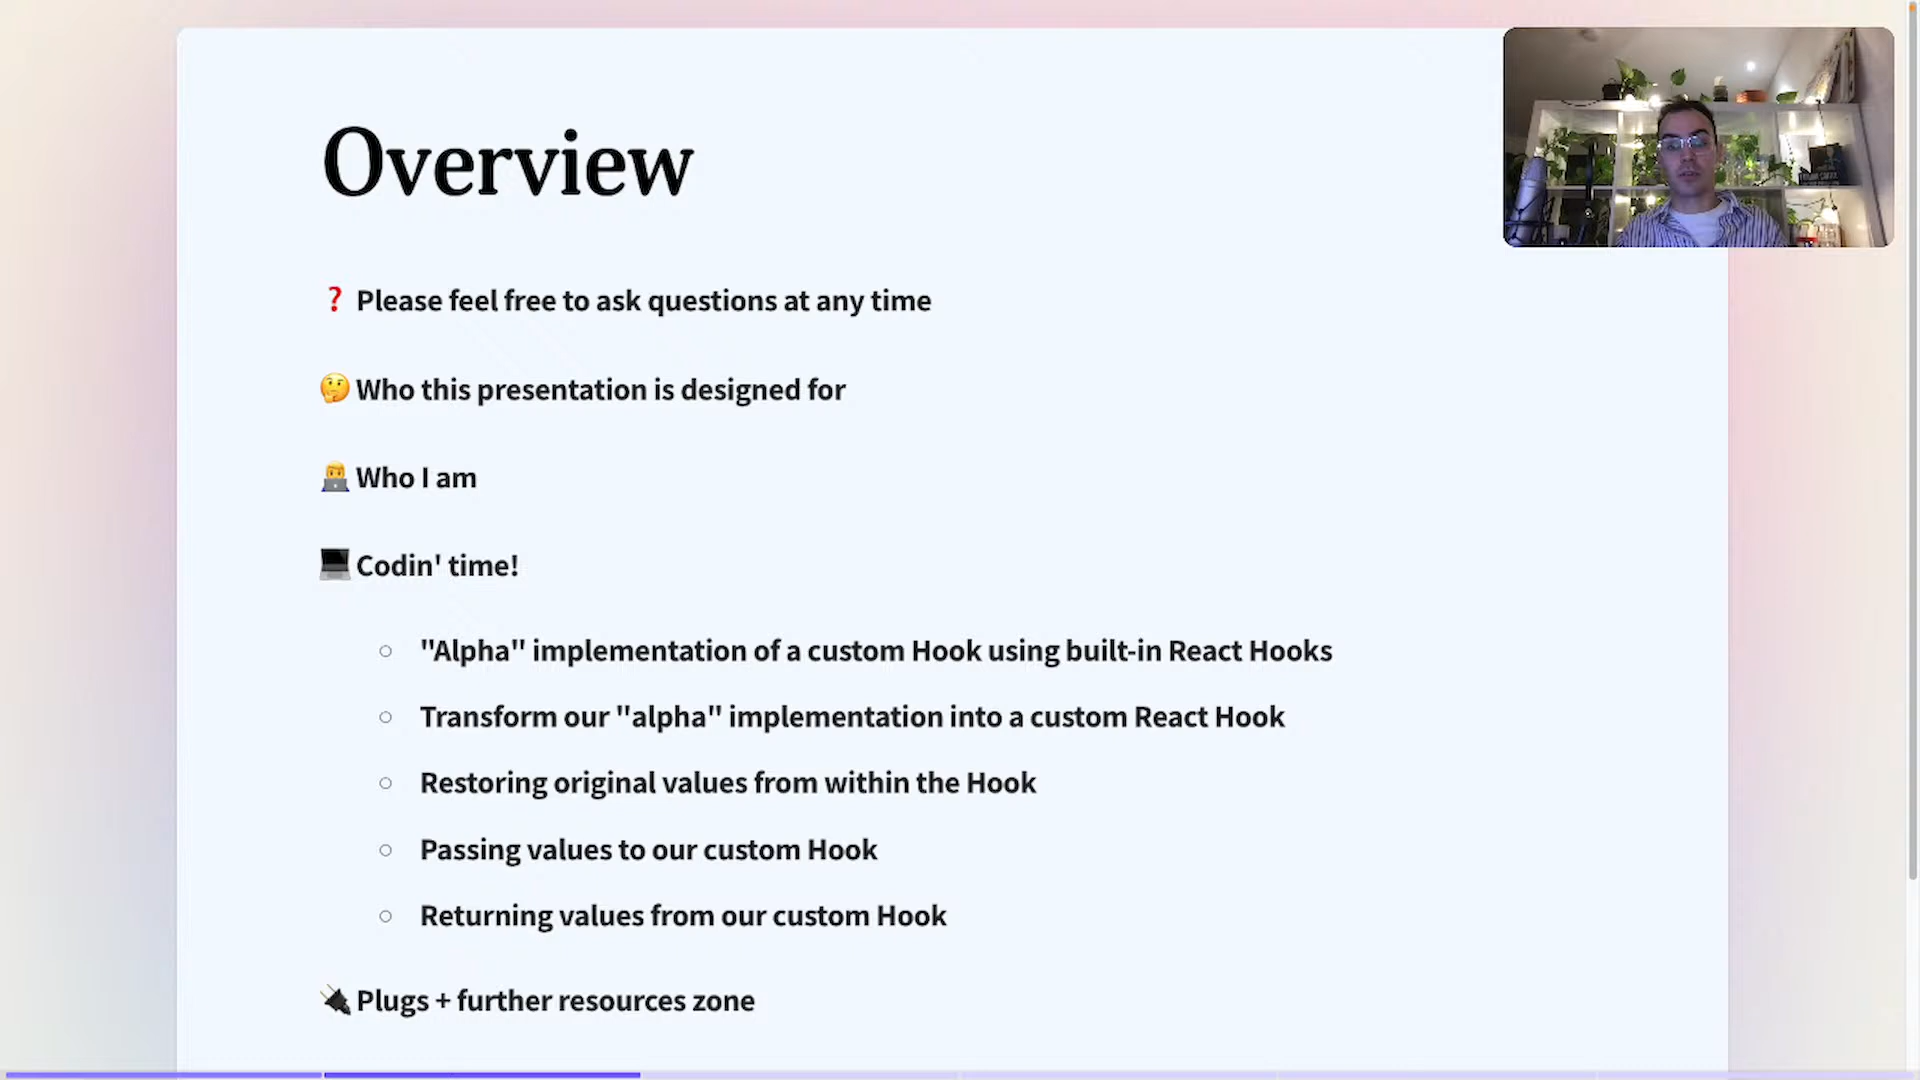 Overview
❓ Please feel free to ask questions at any time
🤔 Who this presentation is designed for
👨‍💻 Who I am
💻 Codin' time!
"Alpha" implementation of a custom Hook using built-in React Hooks
Transform our "alpha" implementation into a custom React Hook
Restoring original values from within the Hook
Passing values to our custom Hook
Returning values from our custom Hook
🔌 Plugs + further resources zone